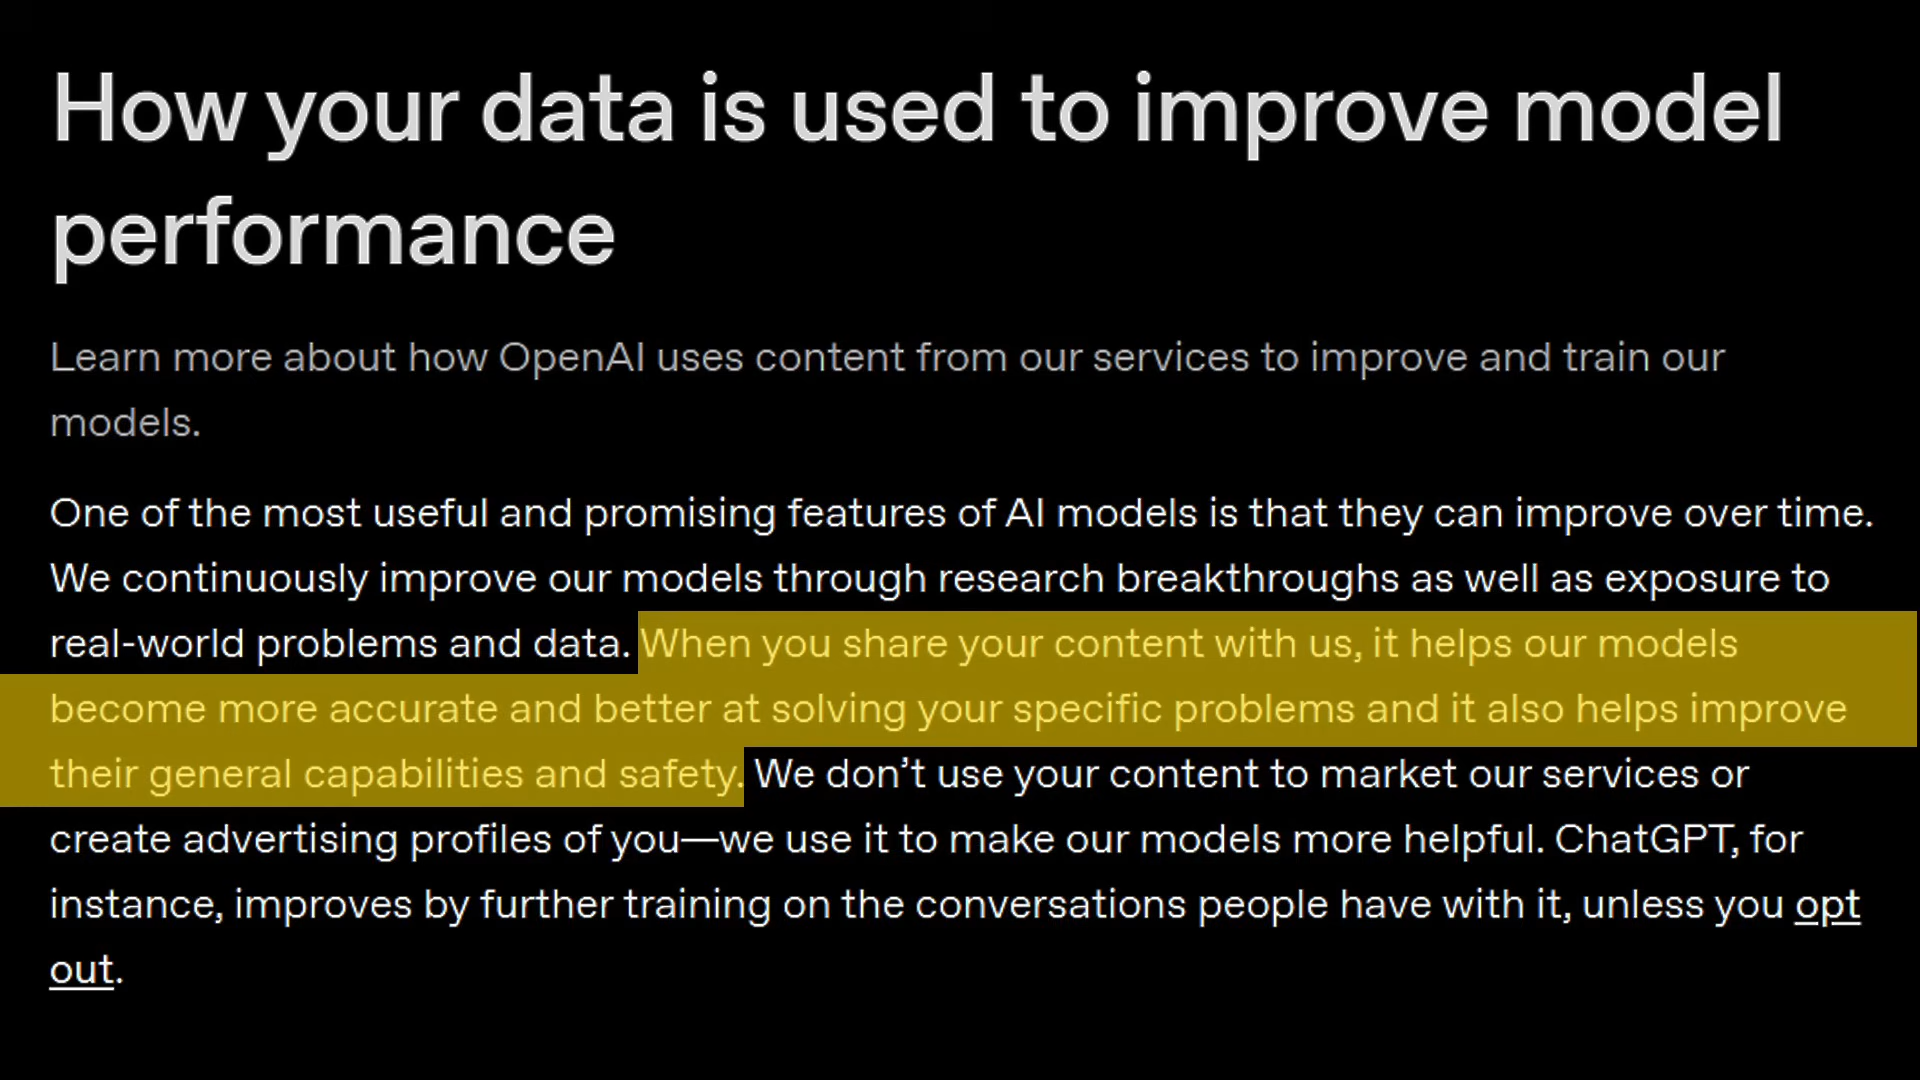 How your data is used to improve model
performance
Learn more about how OpenAI uses content from our services to improve and train our
models.
One of the most useful and promising features of AI models is that they can improve over time.
We continuously improve our models through research breakthroughs as well as exposure to
real-world problems and data. When you share your content with us, it helps our models
become more accurate and better at solving your specific problems and it also helps improve
their general capabilities and safety. We don’t use your content to market our services or
create advertising profiles of you—we use it to make our models more helpful. ChatGPT, for
instance, improves by further training on the conversations people have with it, unless you opt
out.